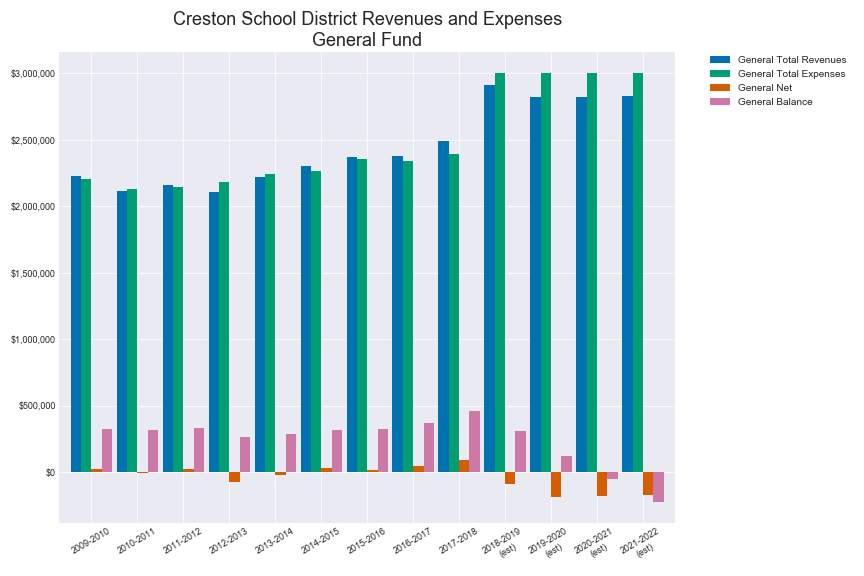 Creston School District Revenues and Expenses
General Fund
General Total Revenues
General Total Expenses
General Net
General Balance
$3,000,000
$2,500,000
$2,000,000
$1,500,000
$1,000,000
$500,000
$0
2009-2010
2010-2011
2011-2012
2012-2013
2013-2014
2014-2015
2015-2016
2016-2017
2017-2018
2018-2019
(est)
2019-2020
(est)
2020-2021
(est)
2021-2022
(est)